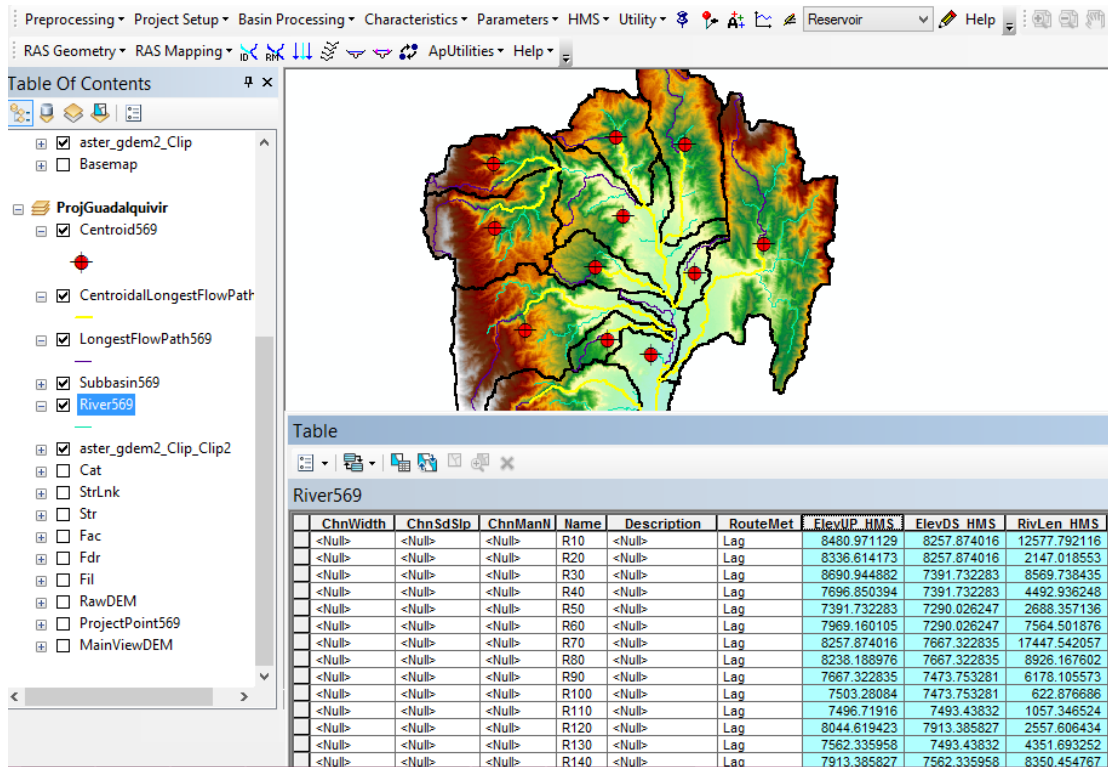 Preprocessing Project Setup Basin Processing Characteristics Parameters HMS Utility Reservoir Help
RAS Geometry RAS Mapping ID RM ApUtilities Help
Table Of Contents
aster_gdem2_Clip
Basemap
ProjGuadalquivir
Centroid569
CentroidalLongestFlowPath
LongestFlowPath569
Subbasin569
River569
aster_gdem2_Clip_Clip2
Cat
StrLnk
Str
Fac
Fdr
Fil
RawDEM
ProjectPoint569
MainViewDEM
Table
River569
ChnWidth ChnSdSlp ChnManN Name Description RouteMet ElevUP_HMS ElevDS_HMS RivLen_HMS
<Null> <Null> <Null> R10 <Null> Lag 8480.971129 8257.874016 12577.792116
<Null> <Null> <Null> R20 <Null> Lag 8336.614173 8257.874016 2147.018553
<Null> <Null> <Null> R30 <Null> Lag 8690.944882 7391.732283 8569.738435
<Null> <Null> <Null> R40 <Null> Lag 7696.850394 7391.732283 4492.936248
<Null> <Null> <Null> R50 <Null> Lag 7391.732283 7290.026247 2688.357136
<Null> <Null> <Null> R60 <Null> Lag 7969.160105 7290.026247 7564.501876
<Null> <Null> <Null> R70 <Null> Lag 8257.874016 7667.322835 17447.542057
<Null> <Null> <Null> R80 <Null> Lag 8238.188976 7667.322835 8926.167602
<Null> <Null> <Null> R90 <Null> Lag 7667.322835 7473.753281 6178.105573
<Null> <Null> <Null> R100 <Null> Lag 7503.28084 7473.753281 622.876686
<Null> <Null> <Null> R110 <Null> Lag 7496.71916 7493.43832 1057.346524
<Null> <Null> <Null> R120 <Null> Lag 8044.619423 7913.385827 2557.606434
<Null> <Null> <Null> R130 <Null> Lag 7562.335958 7493.43832 4351.693252
<Null> <Null> <Null> R140 <Null> Lag 7913.385827 7562.335958 8350.454767